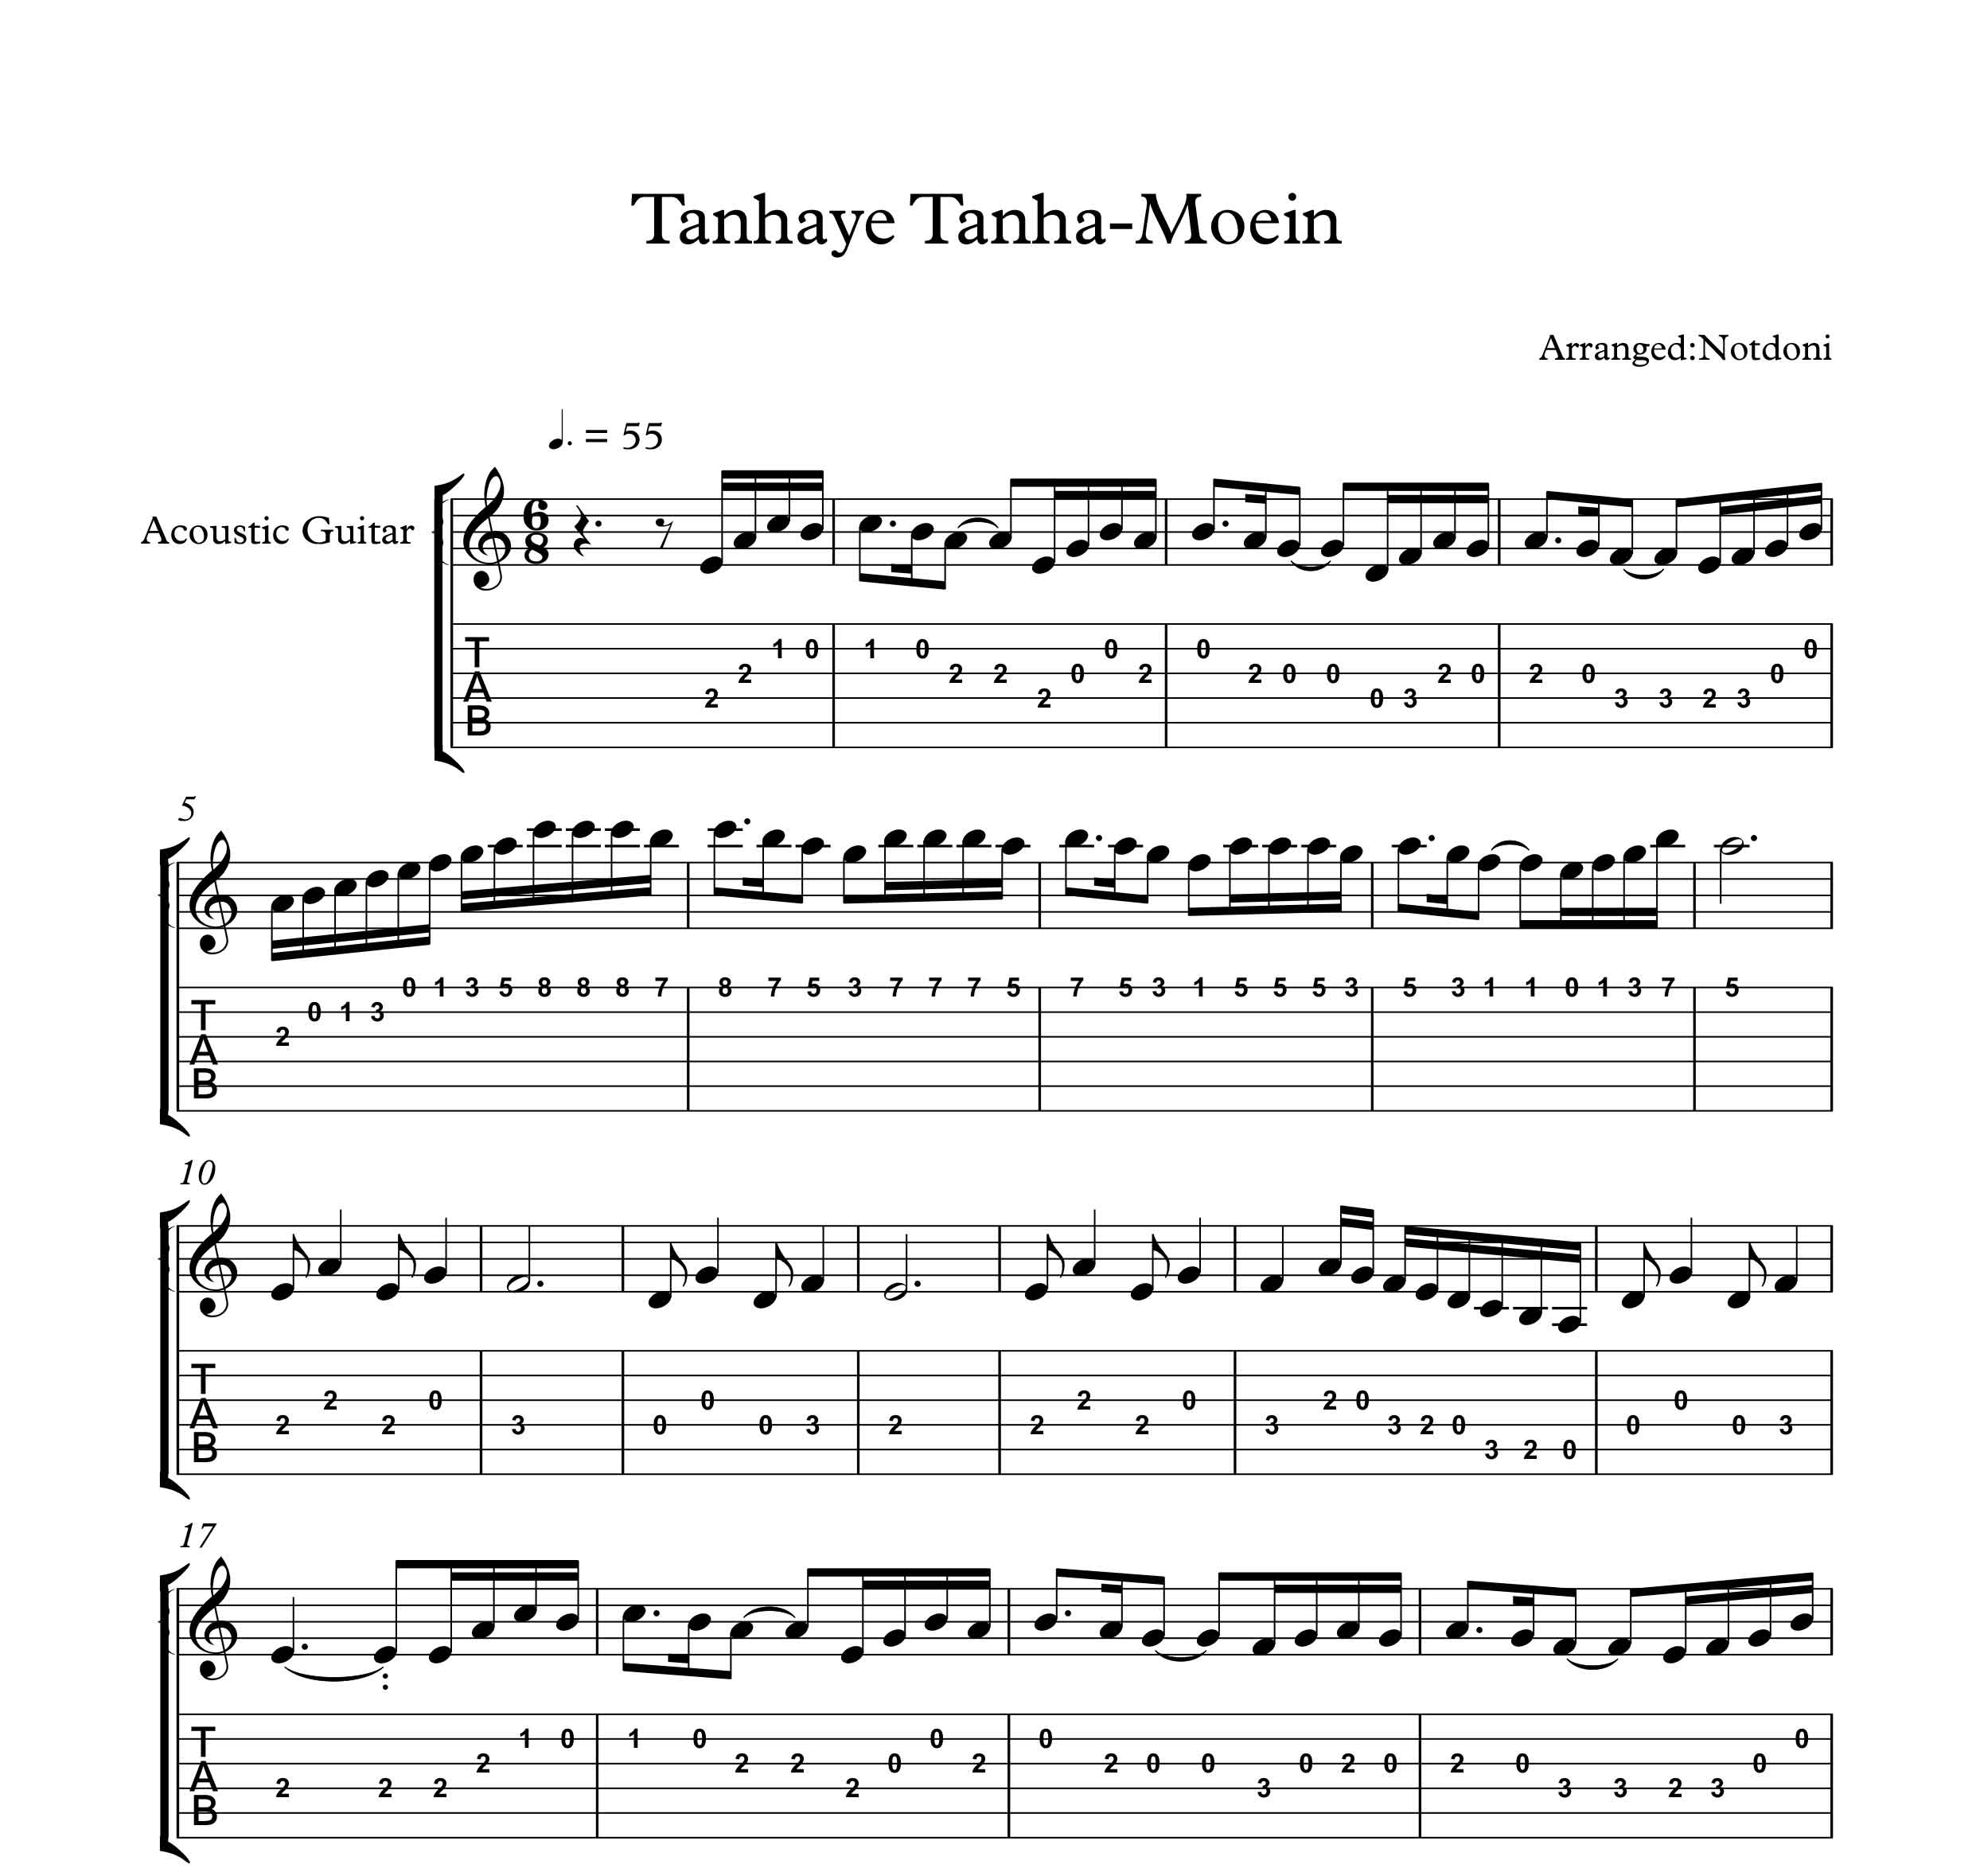 Tanhaye Tanha-Moein
Arranged:Notdoni
♩. = 55
Acoustic Guitar
6
8
T
A
B
1 0 1 0 0 0 0
2 2 2 0 2 2 0 0 2 0 2 0 0
2 2 0 3 3 3 2 3
5
0 1 3 5 8 8 8 7 8 7 5 3 7 7 7 5 7 5 3 1 5 5 5 3 5 3 1 1 0 1 3 7 5
T
0 1 3
2
A
B
10
T
2 0 0 2 0 2 0 0
A
2 2 3 0 0 3 2 2 2 3 3 2 0 0 0 3
B
3 2 0
17
T
1 0 1 0 0 0 0
2 2 2 0 2 2 0 0 0 2 0 2 0 0
A
2 2 2 2 3 3 3 2 3
B